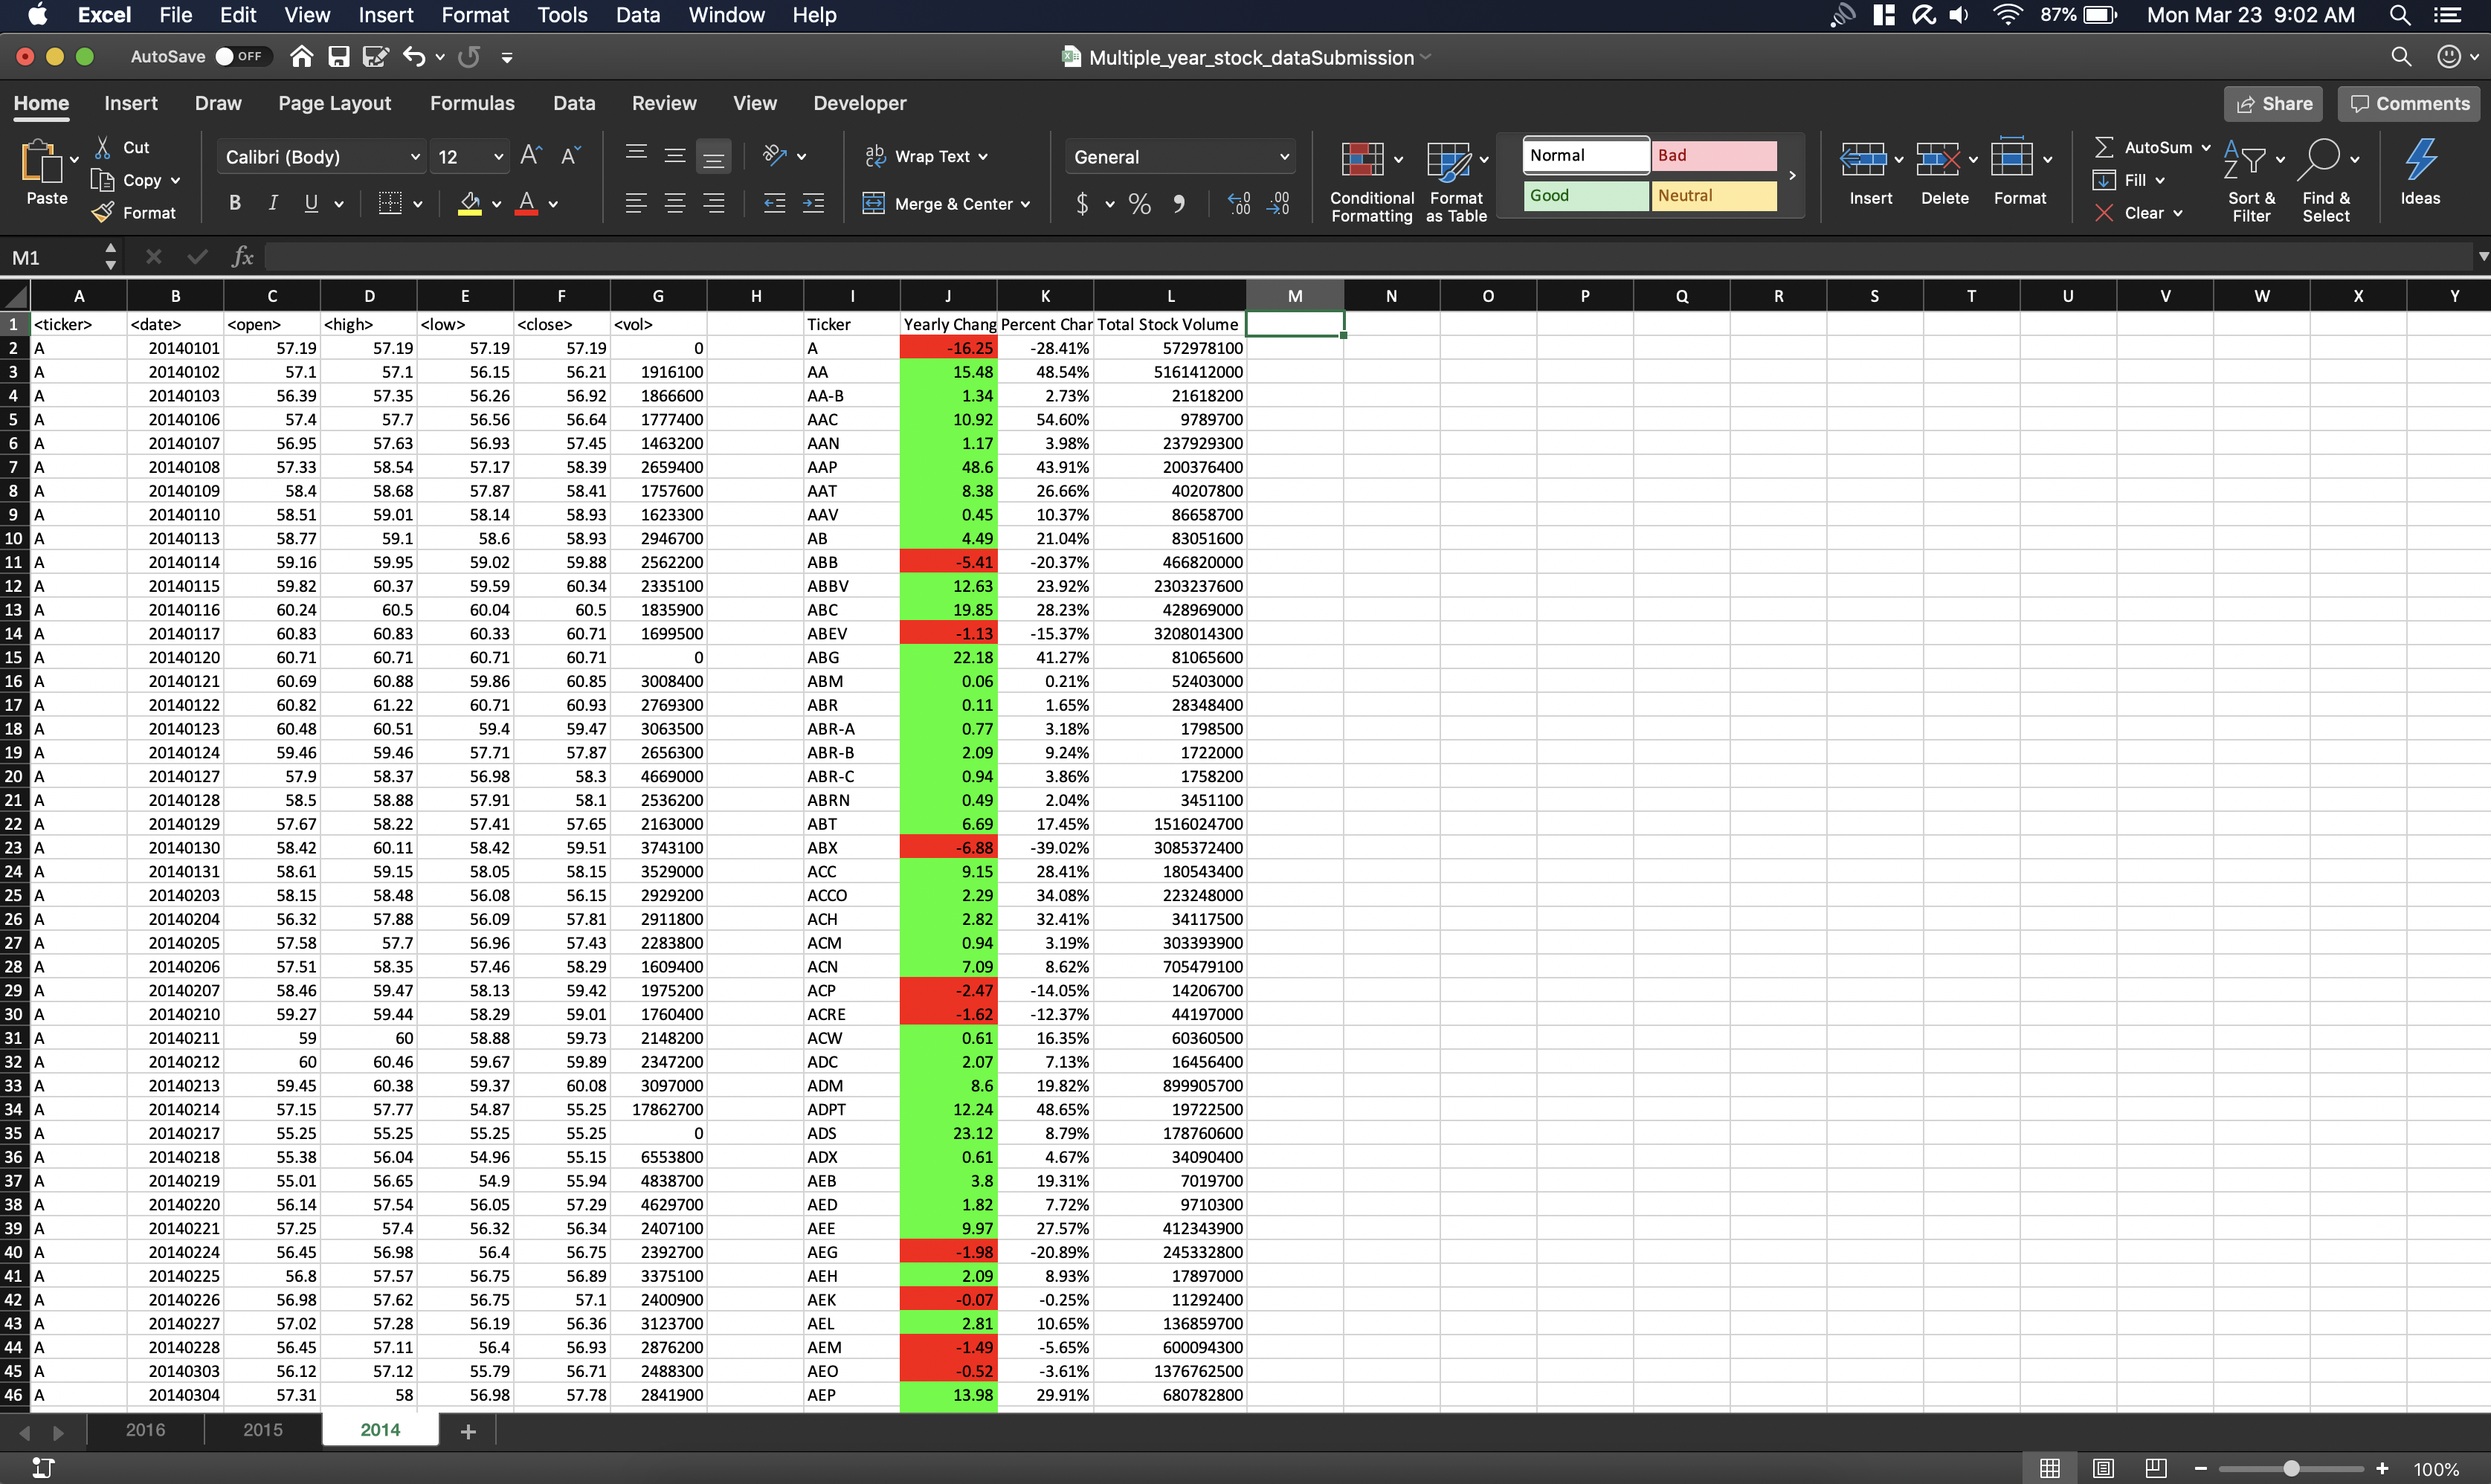 Excel File Edit View Insert Format Tools Data Window Help 87% Mon Mar 23 9:02 AM
AutoSave OFF Multiple_year_stock_dataSubmission
Home Insert Draw Page Layout Formulas Data Review View Developer Share Comments
Paste Cut Copy Format Calibri (Body) 12 A^ Aˇ B I U A ab Wrap Text Merge & Center General $ % 9 .00 .00 Conditional Formatting Format as Table Normal Bad Good Neutral Insert Delete Format AutoSum Fill Clear Sort & Filter Find & Select Ideas
M1 fx
A B C D E F G H I J K L M N O P Q R S T U V W X Y
1 <ticker> <date> <open> <high> <low> <close> <vol> Ticker Yearly Chang Percent Char Total Stock Volume
2 A 20140101 57.19 57.19 57.19 57.19 0 A -16.25 -28.41% 572978100
3 A 20140102 57.1 57.1 56.15 56.21 1916100 AA 15.48 48.54% 5161412000
4 A 20140103 56.39 57.35 56.26 56.92 1866600 AA-B 1.34 2.73% 21618200
5 A 20140106 57.4 57.7 56.56 56.64 1777400 AAC 10.92 54.60% 9789700
6 A 20140107 56.95 57.63 56.93 57.45 1463200 AAN 1.17 3.98% 237929300
7 A 20140108 57.33 58.54 57.17 58.39 2659400 AAP 48.6 43.91% 200376400
8 A 20140109 58.4 58.68 57.87 58.41 1757600 AAT 8.38 26.66% 40207800
9 A 20140110 58.51 59.01 58.14 58.93 1623300 AAV 0.45 10.37% 86658700
10 A 20140113 58.77 59.1 58.6 58.93 2946700 AB 4.49 21.04% 83051600
11 A 20140114 59.16 59.95 59.02 59.88 2562200 ABB -5.41 -20.37% 466820000
12 A 20140115 59.82 60.37 59.59 60.34 2335100 ABBV 12.63 23.92% 2303237600
13 A 20140116 60.24 60.5 60.04 60.5 1835900 ABC 19.85 28.23% 428969000
14 A 20140117 60.83 60.83 60.33 60.71 1699500 ABEV -1.13 -15.37% 3208014300
15 A 20140120 60.71 60.71 60.71 60.71 0 ABG 22.18 41.27% 81065600
16 A 20140121 60.69 60.88 59.86 60.85 3008400 ABM 0.06 0.21% 52403000
17 A 20140122 60.82 61.22 60.71 60.93 2769300 ABR 0.11 1.65% 28348400
18 A 20140123 60.48 60.51 59.4 59.47 3063500 ABR-A 0.77 3.18% 1798500
19 A 20140124 59.46 59.46 57.71 57.87 2656300 ABR-B 2.09 9.24% 1722000
20 A 20140127 57.9 58.37 56.98 58.3 4669000 ABR-C 0.94 3.86% 1758200
21 A 20140128 58.5 58.88 57.91 58.1 2536200 ABRN 0.49 2.04% 3451100
22 A 20140129 57.67 58.22 57.41 57.65 2163000 ABT 6.69 17.45% 1516024700
23 A 20140130 58.42 60.11 58.42 59.51 3743100 ABX -6.88 -39.02% 3085372400
24 A 20140131 58.61 59.15 58.05 58.15 3529000 ACC 9.15 28.41% 180543400
25 A 20140203 58.15 58.48 56.08 56.15 2929200 ACCO 2.29 34.08% 223248000
26 A 20140204 56.32 57.88 56.09 57.81 2911800 ACH 2.82 32.41% 34117500
27 A 20140205 57.58 57.7 56.96 57.43 2283800 ACM 0.94 3.19% 303393900
28 A 20140206 57.51 58.35 57.46 58.29 1609400 ACN 7.09 8.62% 705479100
29 A 20140207 58.46 59.47 58.13 59.42 1975200 ACP -2.47 -14.05% 14206700
30 A 20140210 59.27 59.44 58.29 59.01 1760400 ACRE -1.62 -12.37% 44197000
31 A 20140211 59 60 58.88 59.73 2148200 ACW 0.61 16.35% 60360500
32 A 20140212 60 60.46 59.67 59.89 2347200 ADC 2.07 7.13% 16456400
33 A 20140213 59.45 60.38 59.37 60.08 3097000 ADM 8.6 19.82% 899905700
34 A 20140214 57.15 57.77 54.87 55.25 17862700 ADPT 12.24 48.65% 19722500
35 A 20140217 55.25 55.25 55.25 55.25 0 ADS 23.12 8.79% 178760600
36 A 20140218 55.38 56.04 54.96 55.15 6553800 ADX 0.61 4.67% 34090400
37 A 20140219 55.01 56.65 54.9 55.94 4838700 AEB 3.8 19.31% 7019700
38 A 20140220 56.14 57.54 56.05 57.29 4629700 AED 1.82 7.72% 9710300
39 A 20140221 57.25 57.4 56.32 56.34 2407100 AEE 9.97 27.57% 412343900
40 A 20140224 56.45 56.98 56.4 56.75 2392700 AEG -1.98 -20.89% 245332800
41 A 20140225 56.8 57.57 56.75 56.89 3375100 AEH 2.09 8.93% 17897000
42 A 20140226 56.98 57.62 56.75 57.1 2400900 AEK -0.07 -0.25% 11292400
43 A 20140227 57.02 57.28 56.19 56.36 3123700 AEL 2.81 10.65% 136859700
44 A 20140228 56.45 57.11 56.4 56.93 2876200 AEM -1.49 -5.65% 600094300
45 A 20140303 56.12 57.12 55.79 56.71 2488300 AEO -0.52 -3.61% 1376762500
46 A 20140304 57.31 58 56.98 57.78 2841900 AEP 13.98 29.91% 680782800
2016 2015 2014 +
100%